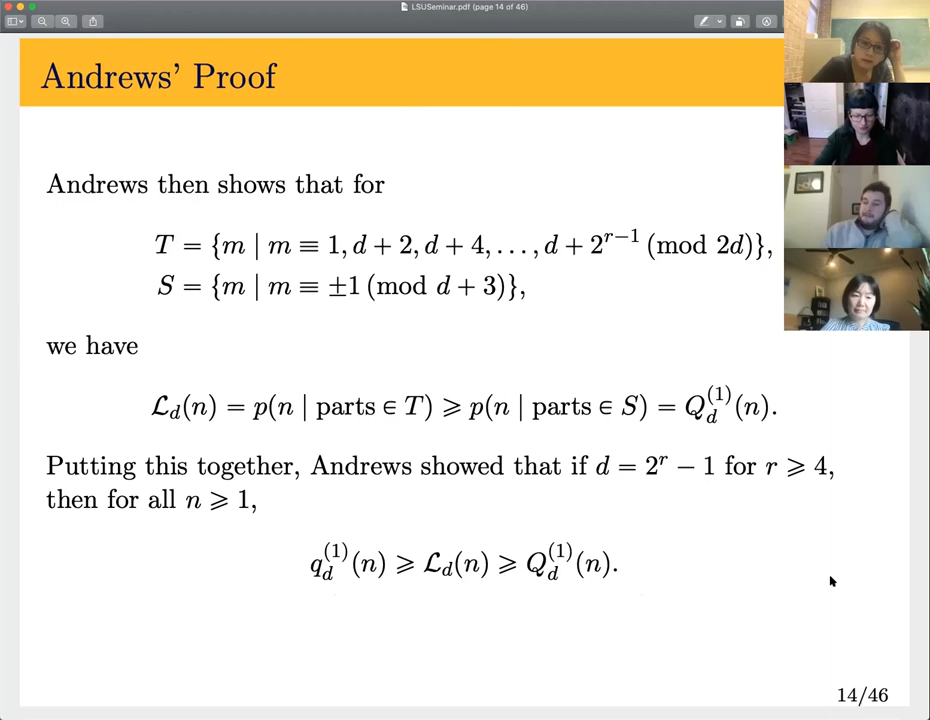 LSUSeminar.pdf (page 14 of 46)
Andrews' Proof
Andrews then shows that for
T = {m | m ≡ 1, d + 2, d + 4, . . . , d + 2^{r−1} (mod 2d)},
S = {m | m ≡ ±1 (mod d + 3)},
we have
ℒ_d(n) = p(n | parts ∈ T) ⩾ p(n | parts ∈ S) = Q_d^{(1)}(n).
Putting this together, Andrews showed that if d = 2^r − 1 for r ⩾ 4,
then for all n ⩾ 1,
q_d^{(1)}(n) ⩾ ℒ_d(n) ⩾ Q_d^{(1)}(n).
14/46